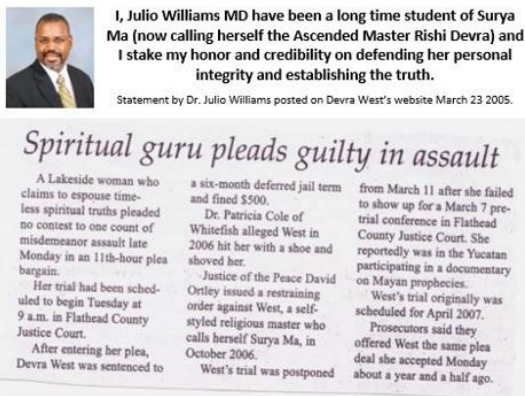 I, Julio Williams MD have been a long time student of Surya
Ma (now calling herself the Ascended Master Rishi Devra) and
I stake my honor and credibility on defending her personal
integrity and establishing the truth.
Statement by Dr. Julio Williams posted on Devra West's website March 23 2005.
Spiritual guru pleads guilty in assault
A Lakeside woman who
claims to espouse time-
less spiritual truths pleaded
no contest to one count of
misdemeanor assault late
Monday in an 11th-hour plea
bargain.
Her trial had been sched-
uled to begin Tuesday at
9 a.m. in Flathead County
Justice Court.
After entering her plea,
Devra West was sentenced to
a six-month deferred jail term
and fined $500.
Dr. Patricia Cole of
Whitefish alleged West in
2006 hit her with a shoe and
shoved her.
Justice of the Peace David
Ortley issued a restraining
order against West, a self-
styled religious master who
calls herself Surya Ma, in
October 2006.
West's trial was postponed
from March 11 after she failed
to show up for a March 7 pre-
trial conference in Flathead
County Justice Court. She
reportedly was in the Yucatan
participating in a documentary
on Mayan prophecies.
West's trial originally was
scheduled for April 2007.
Prosecutors said they
offered West the same plea
deal she accepted Monday
about a year and a half ago.